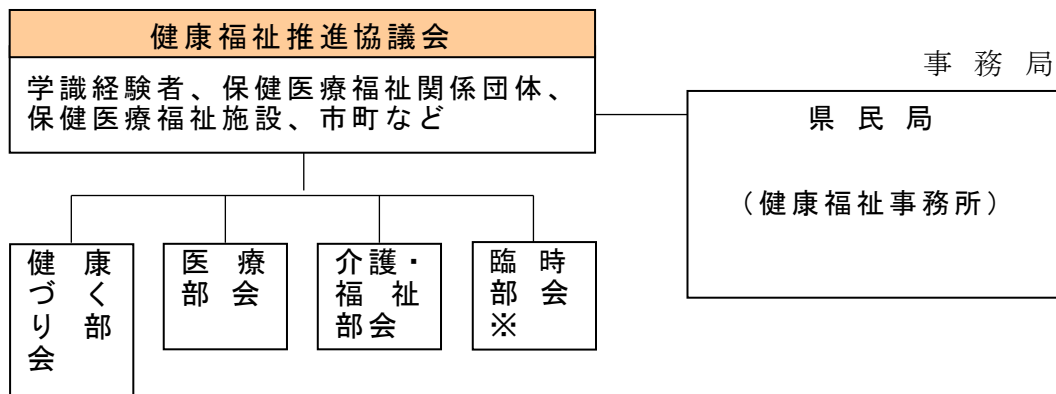 健康福祉推進協議会
学識経験者、保健医療福祉関係団体、
保健医療福祉施設、市町など
事務局
県民局
（健康福祉事務所）
健康
づく
り部
会
医療
部会
介護・
福祉
部会
臨時
部会
※